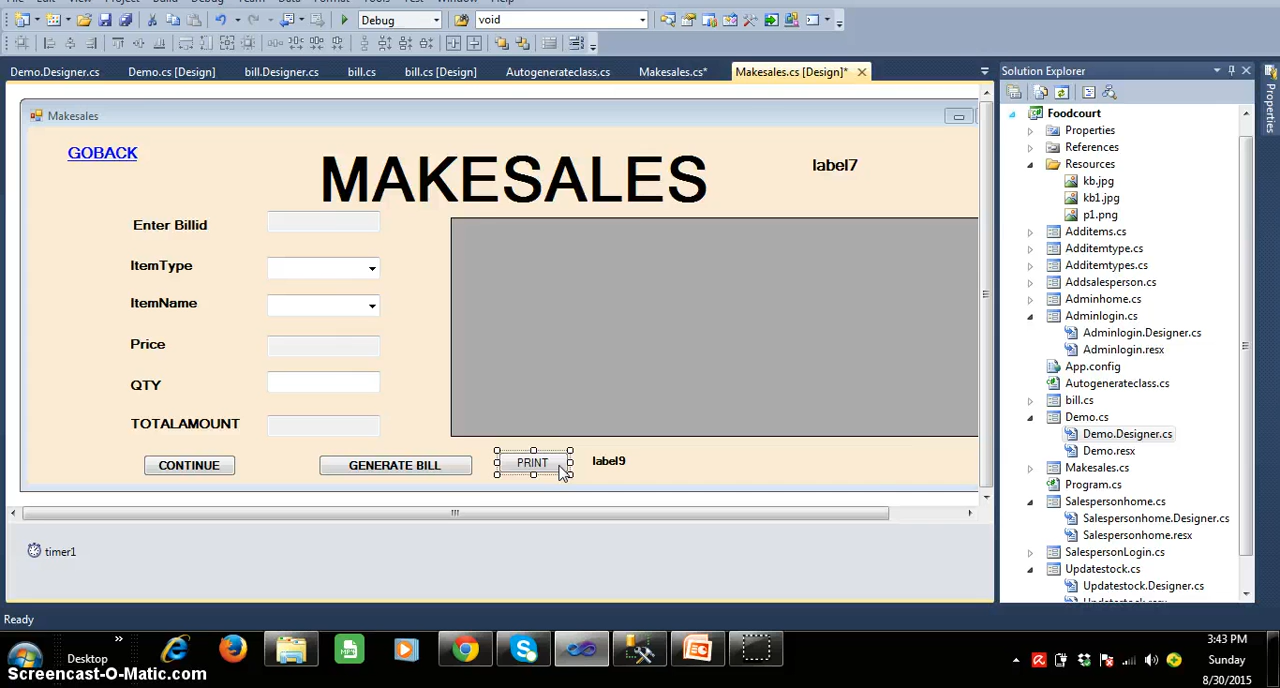 Debug
void
Demo.Designer.cs
Demo.cs [Design]
bill.Designer.cs
bill.cs
bill.cs [Design]
Autogenerateclass.cs
Makesales.cs*
Makesales.cs [Design]*
Solution Explorer
Properties
Makesales
GOBACK
MAKESALES
label7
Enter Billid
ItemType
ItemName
Price
QTY
TOTALAMOUNT
CONTINUE
GENERATE BILL
PRINT
label9
timer1
Foodcourt
Properties
References
Resources
kb.jpg
kb1.jpg
p1.png
Additems.cs
Additemtype.cs
Additemtypes.cs
Addsalesperson.cs
Adminhome.cs
Adminlogin.cs
Adminlogin.Designer.cs
Adminlogin.resx
App.config
Autogenerateclass.cs
bill.cs
Demo.cs
Demo.Designer.cs
Demo.resx
Makesales.cs
Program.cs
Salespersonhome.cs
Salespersonhome.Designer.cs
Salespersonhome.resx
SalespersonLogin.cs
Updatestock.cs
Updatestock.Designer.cs
Ready
Desktop
3:43 PM
Sunday
8/30/2015
Screencast-O-Matic.com